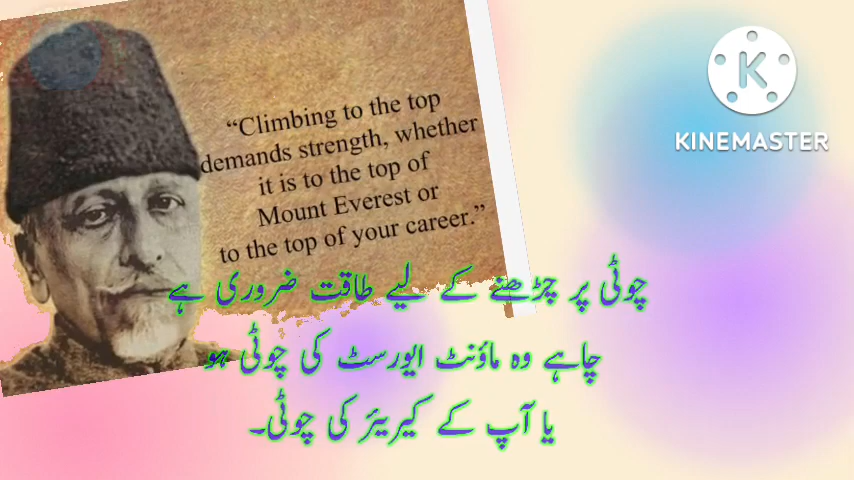 “Climbing to the top
demands strength, whether
it is to the top of
Mount Everest or
to the top of your career.”
KINEMASTER
چوٹی پر چڑھنے کے لیے طاقت ضروری ہے
چاہے وہ ماؤنٹ ایورسٹ کی چوٹی ہو
یا آپ کے کیریئر کی چوٹی۔